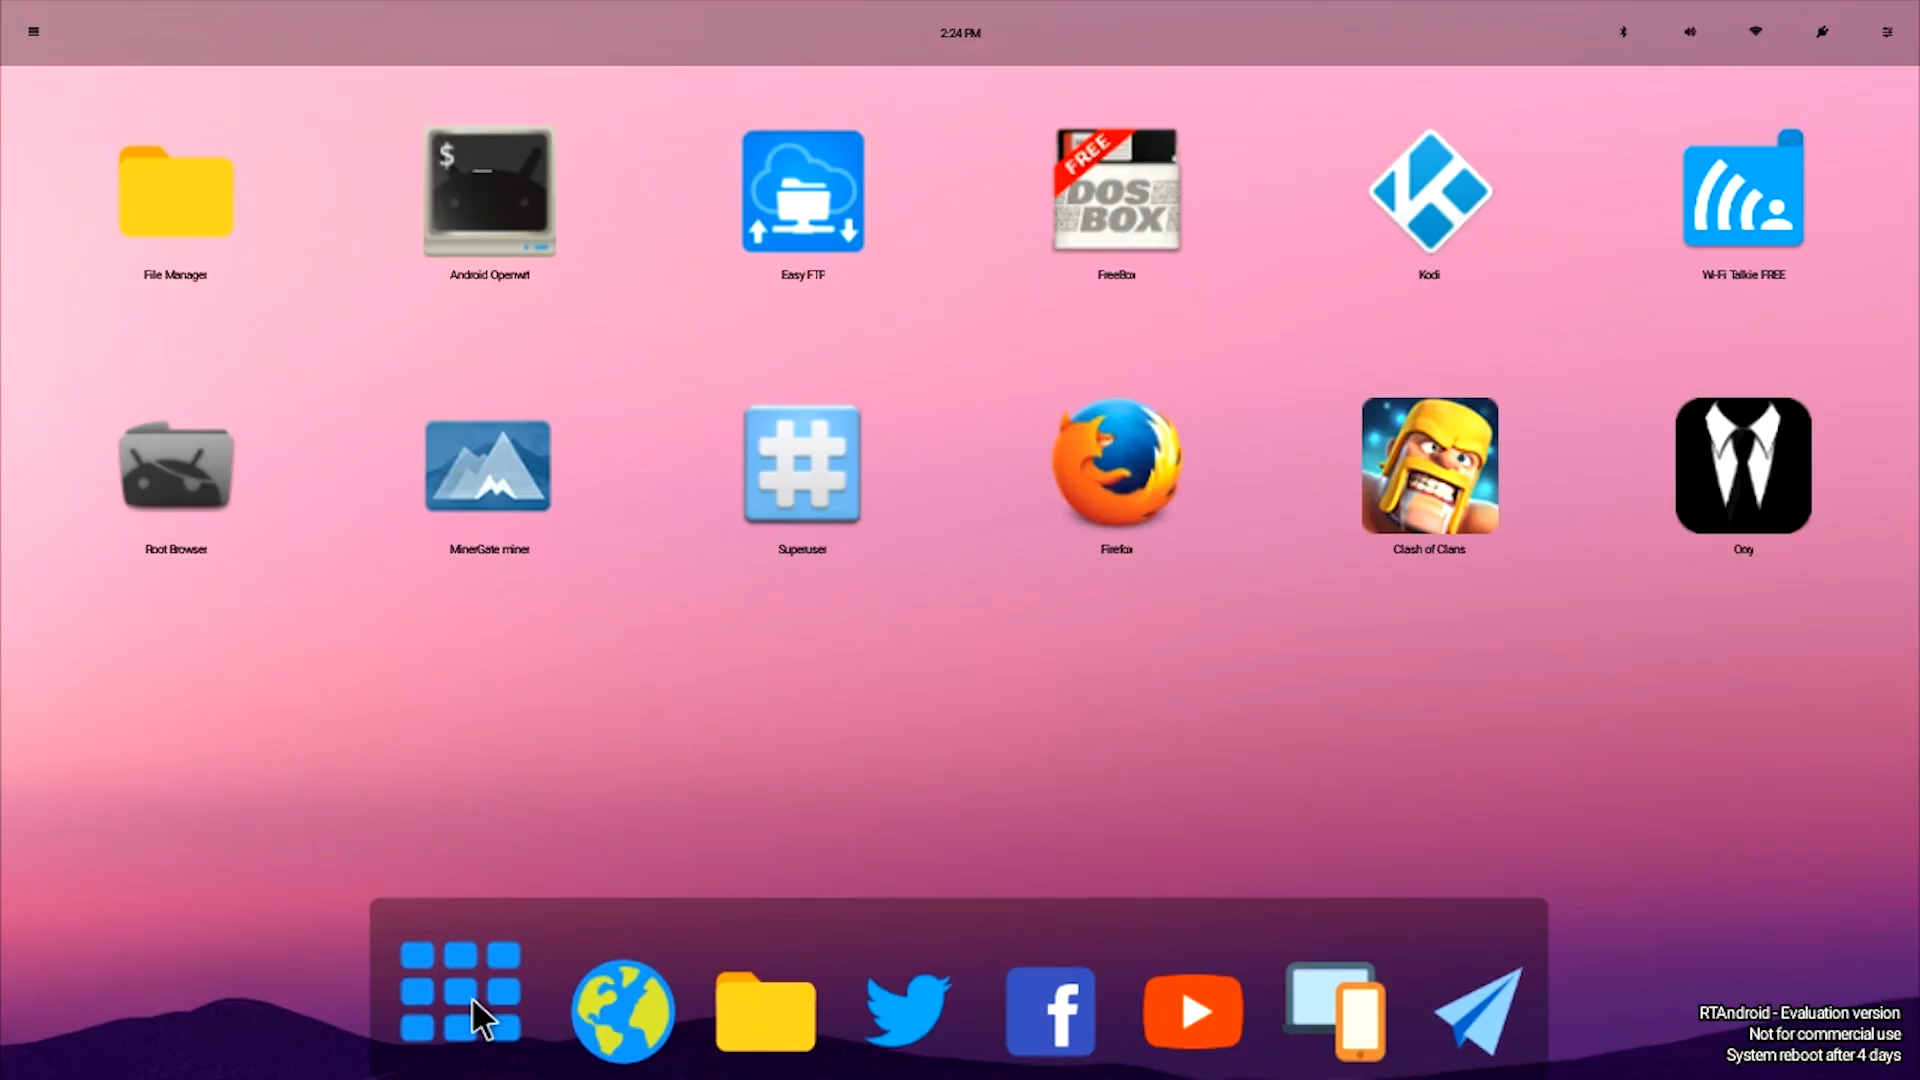 2:24 PM
$
FREE
DOS
BOX
File Manager
Android Openwrt
Easy FTP
FreeBox
Kodi
Wi-Fi Talkie FREE
Root Browser
MinerGate miner
Superuser
Firefox
Clash of Clans
Oxy
RTAndroid - Evaluation version
Not for commercial use
System reboot after 4 days